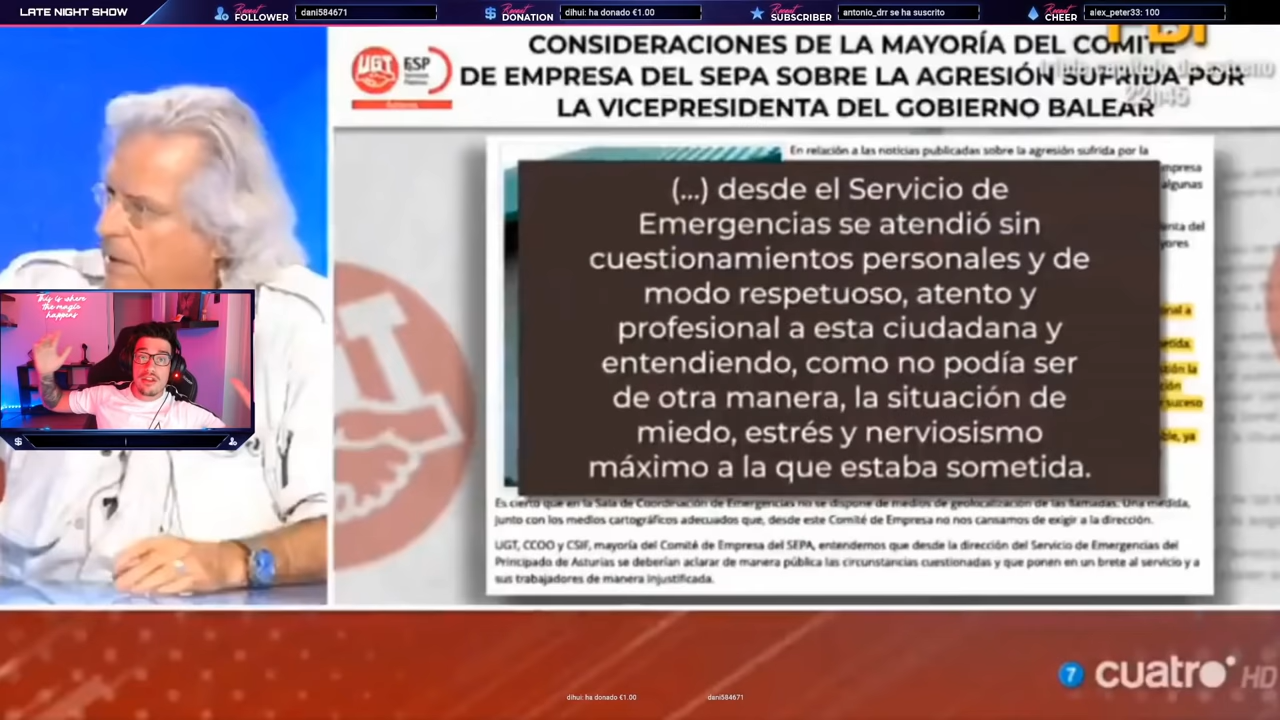 LATE NIGHT SHOW
Recent
FOLLOWER
dani584671
Recent
DONATION
dihui: ha donado €1.00
Recent
SUBSCRIBER
antonio_drr se ha suscrito
Recent
CHEER
alex_peter33: 100
FBI
22h45
UGT
ESP
CONSIDERACIONES DE LA MAYORÍA DEL COMITÉ
DE EMPRESA DEL SEPA SOBRE LA AGRESIÓN SUFRIDA POR
LA VICEPRESIDENTA DEL GOBIERNO BALEAR
En relación a las noticias publicadas sobre la agresión sufrida por la
(...) desde el Servicio de
Emergencias se atendió sin
cuestionamientos personales y de
modo respetuoso, atento y
profesional a esta ciudadana y
entendiendo, como no podía ser
de otra manera, la situación de
miedo, estrés y nerviosismo
máximo a la que estaba sometida.
Es cierto que en la Sala de Coordinación de Emergencias no se dispone de medios de geolocalización de las llamadas. Una medida,
junto con los medios cartográficos adecuados que, desde este Comité de Empresa no nos cansamos de exigir a la dirección.
UGT, CCOO y CSIF, mayoría del Comité de Empresa del SEPA, entendemos que desde la dirección del Servicio de Emergencias del
Principado de Asturias se deberían aclarar de manera pública las circunstancias cuestionadas y que ponen en un brete al servicio y a
sus trabajadores de manera injustificada.
This is where
the magic
happens
$
7 cuatro HD
dihui: ha donado €1.00
dani584671